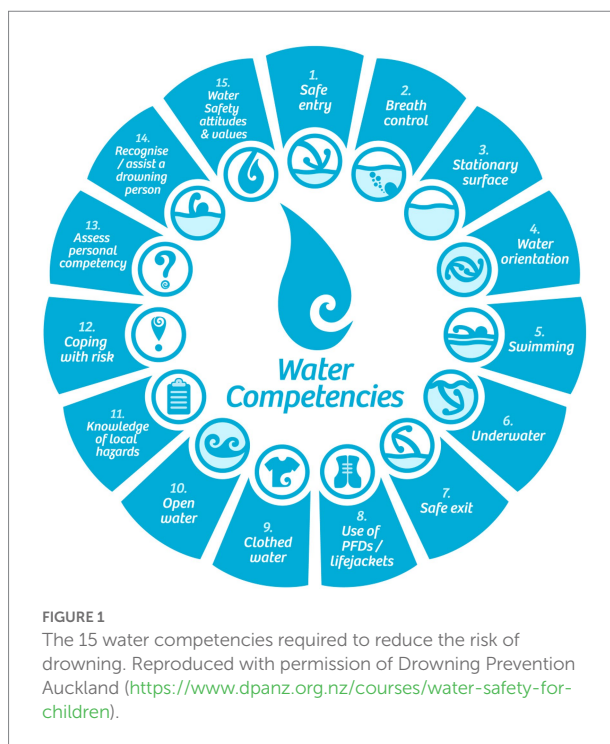 1.
Safe
entry
2.
Breath
control
3.
Stationary
surface
4.
Water
orientation
5.
Swimming
6.
Underwater
7.
Safe exit
8.
Use of
PFDs /
lifejackets
9.
Clothed
water
10.
Open
water
11.
Knowledge
of local
hazards
12.
Coping
with risk
13.
Assess
personal
competency
14.
Recognise
/ assist a
drowning
person
15.
Water
Safety
attitudes
& values
Water
Competencies
FIGURE 1
The 15 water competencies required to reduce the risk of
drowning. Reproduced with permission of Drowning Prevention
Auckland (https://www.dpanz.org.nz/courses/water-safety-for-
children).